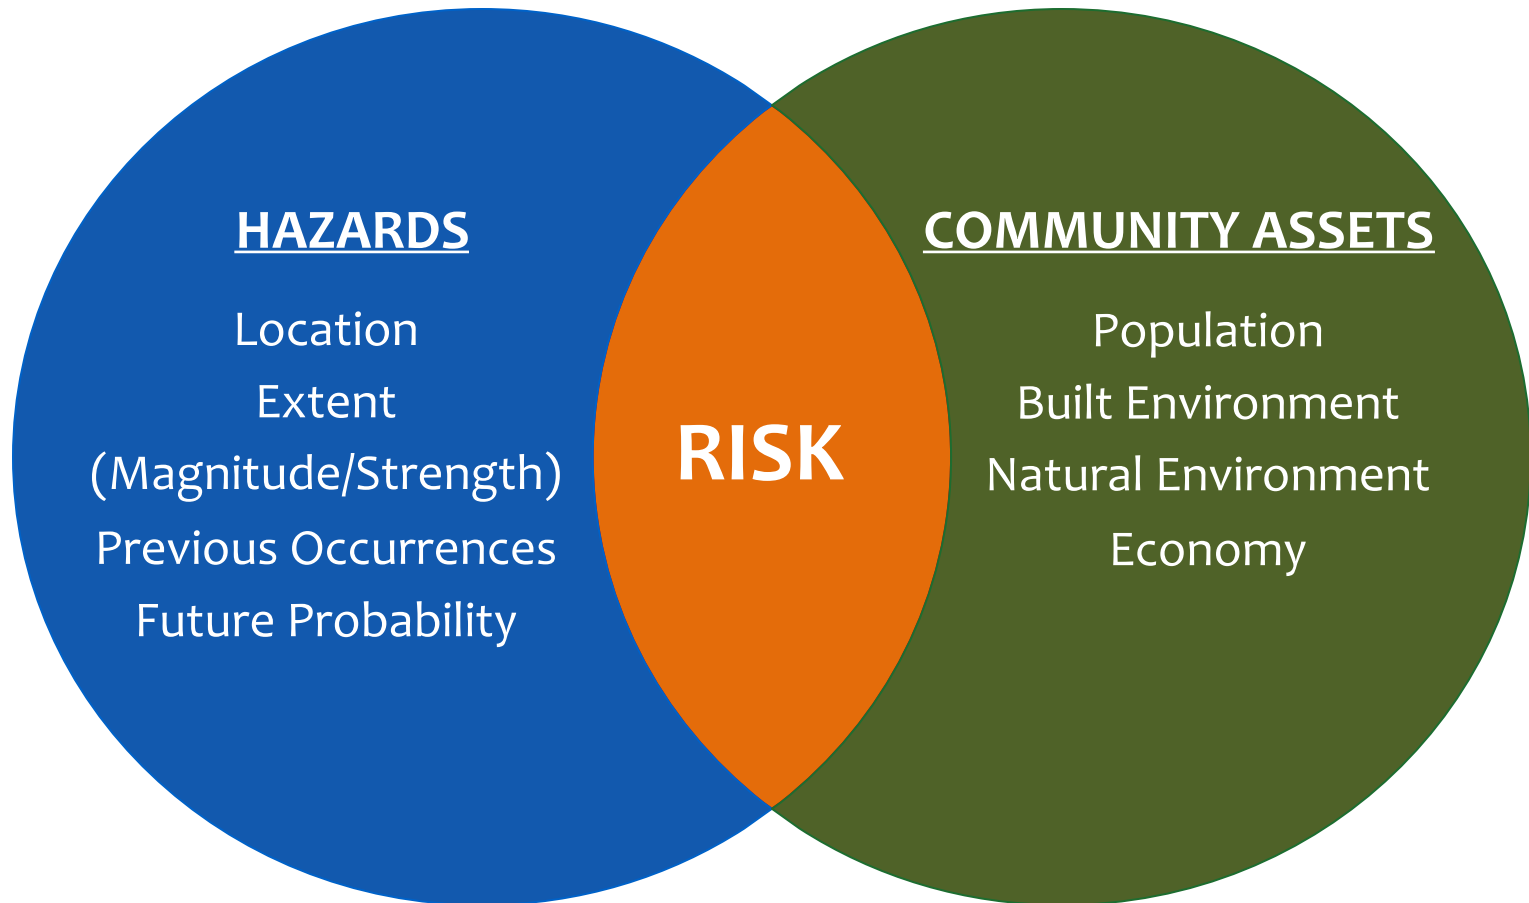 HAZARDS
Location
Extent
(Magnitude/Strength)
Previous Occurrences
Future Probability
RISK
COMMUNITY ASSETS
Population
Built Environment
Natural Environment
Economy